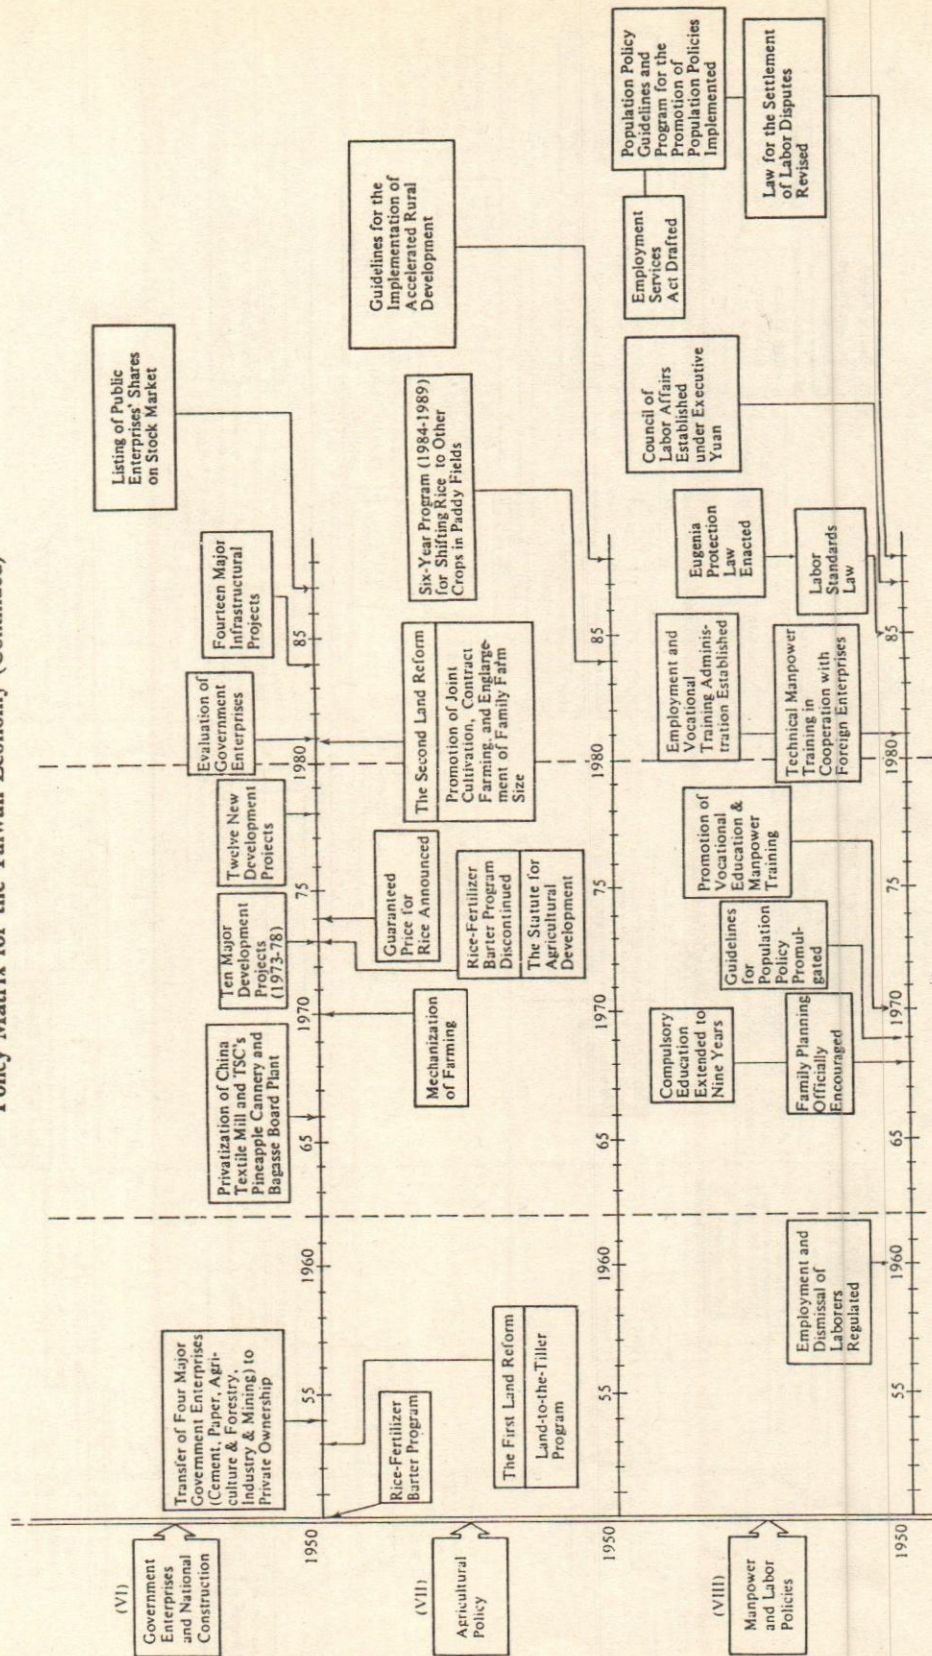 Policy Matrix for the Taiwan Economy (Continued)
(VI)
Government
Enterprises
and National
Construction
Transfer of Four Major
Government Enterprises
(Cement, Paper, Agri-
culture & Forestry,
Industry & Mining) to
Private Ownership
Privatization of China
Textile Mill and TSC's
Pineapple Cannery and
Bagasse Board Plant
Ten Major
Development
Projects
(1973-78)
Twelve New
Development
Projects
Evaluation of
Government
Enterprises
Fourteen Major
Infrastructural
Projects
Listing of Public
Enterprises' Shares
on Stock Market
1950
55
1960
65
1970
75
1980
85
(VII)
Agricultural
Policy
Rice-Fertilizer
Barter Program
The First Land Reform
Land-to-the-Tiller
Program
Mechanization
of Farming
Guaranteed
Price for
Rice Announced
Rice-Fertilizer
Barter Program
Discontinued
The Statute for
Agricultural
Development
The Second Land Reform
Promotion of Joint
Cultivation, Contract
Farming, and Englarge-
ment of Family Farm
Size
Six-Year Program (1984-1989)
for Shifting Rice to Other
Crops in Paddy Fields
Guidelines for the
Implementation of
Accelerated Rural
Development
1950
55
1960
65
1970
75
1980
85
(VIII)
Manpower
and Labor
Policies
Employment and
Dismissal of
Laborers
Regulated
Compulsory
Education
Extended to
Nine Years
Family Planning
Officially
Encouraged
Guidelines
for
Population
Policy
Promul-
gated
Promotion of
Vocational
Education &
Manpower
Training
Employment and
Vocational
Training Adminis-
tration Established
Technical Manpower
Training in
Cooperation with
Foreign Enterprises
Eugenia
Protection
Law
Enacted
Labor
Standards
Law
Council of
Labor Affairs
Established
under Executive
Yuan
Employment
Services
Act Drafted
Population Policy
Guidelines and
Program for the
Promotion of
Population Policies
Implemented
Law for the Settlement
of Labor Disputes
Revised
1950
55
1960
65
1970
75
1980
85